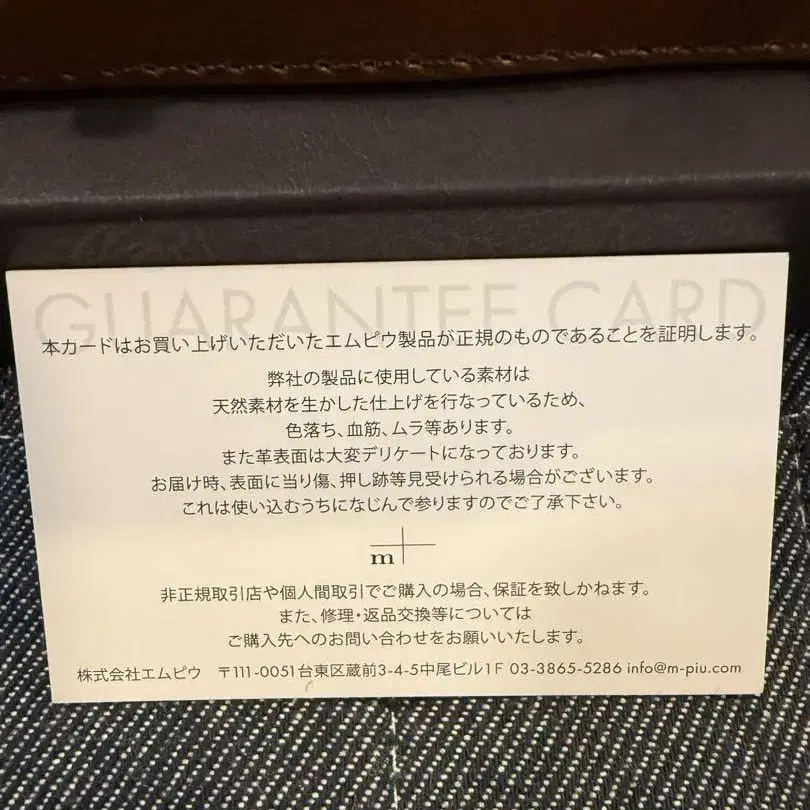 GUARANTEE CARD
本カードはお買い上げいただいたエムピウ製品が正規のものであることを証明します。
弊社の製品に使用している素材は
天然素材を生かした仕上げを行なっているため、
色落ち、血筋、ムラ等あります。
また革表面は大変デリケートになっております。
お届け時、表面に当り傷、押し跡等見受けられる場合がございます。
これは使い込むうちになじんで参りますのでご了承下さい。
m+
非正規取引店や個人間取引でご購入の場合、保証を致しかねます。
また、修理・返品交換等については
ご購入先へのお問い合わせをお願いいたします。
株式会社エムピウ 〒111-0051台東区蔵前3-4-5中尾ビル1F 03-3865-5286 info@m-piu.com